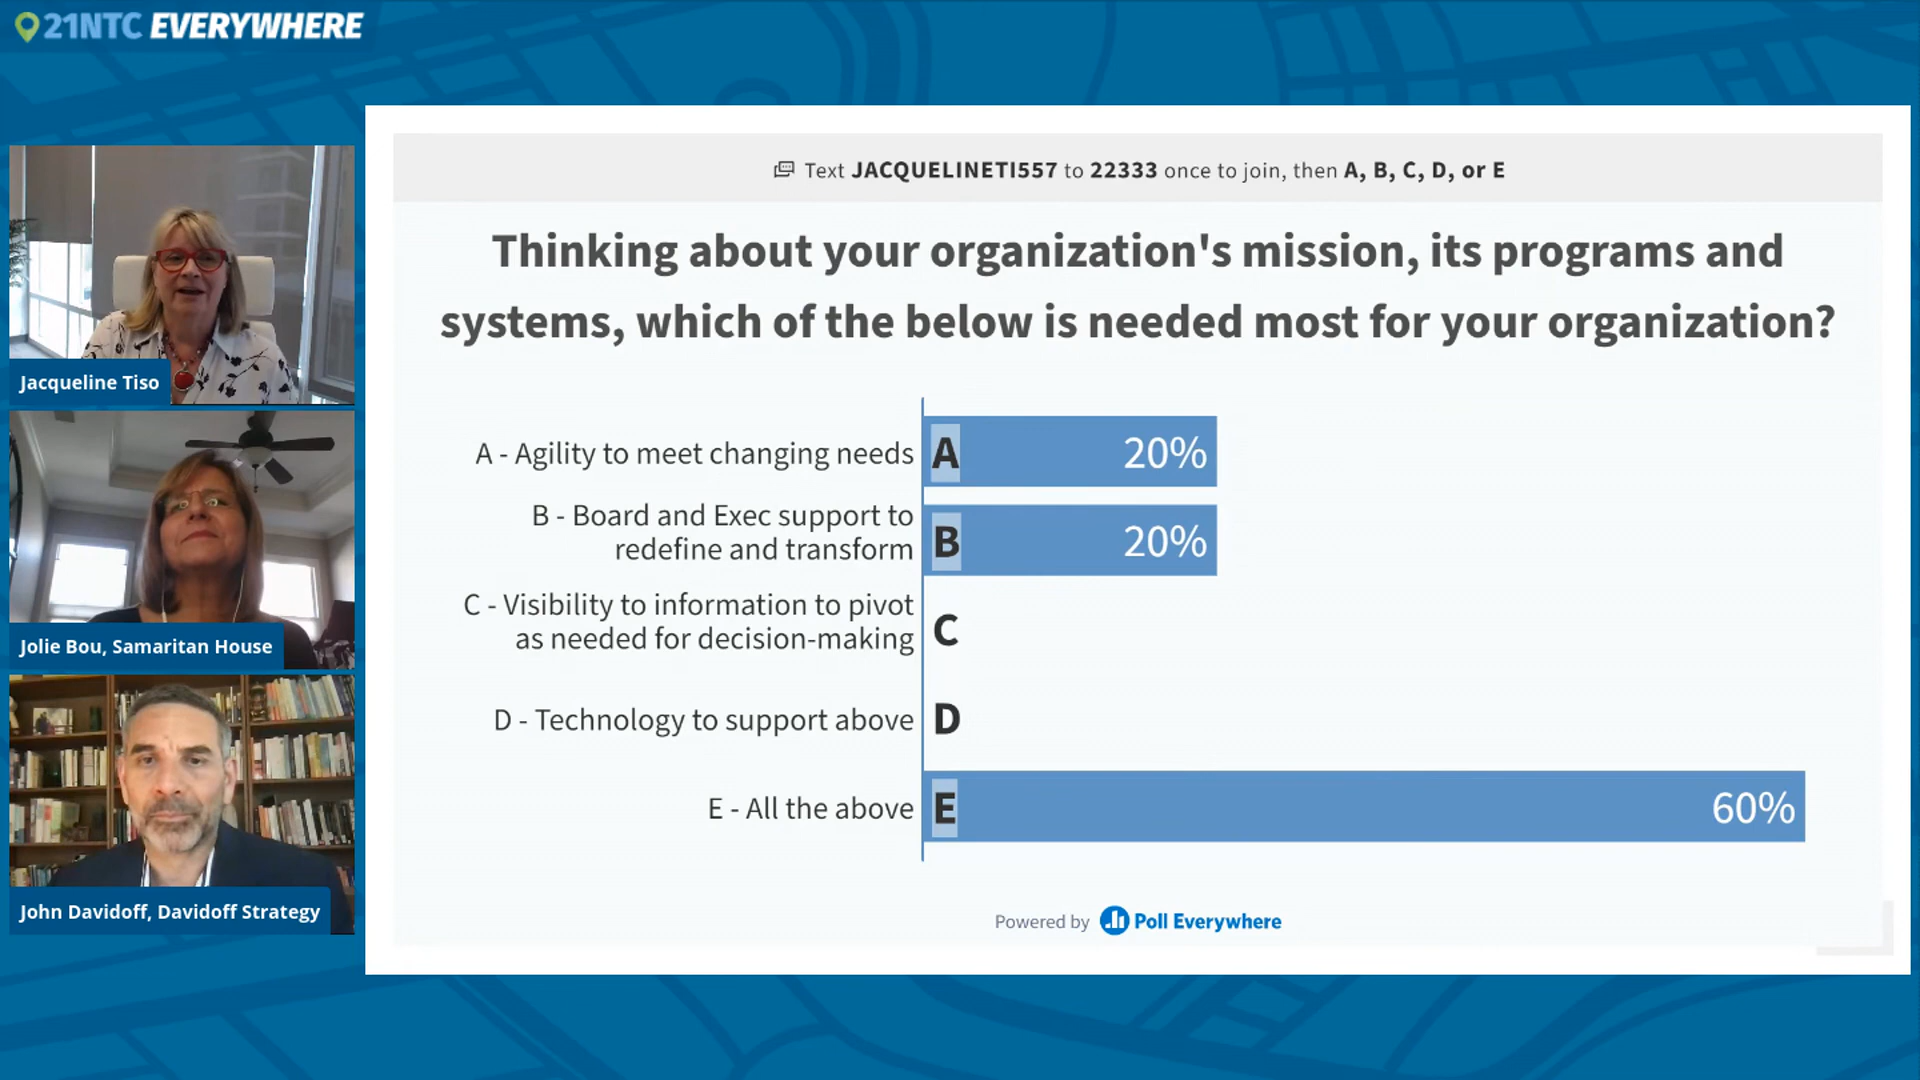 21NTC EVERYWHERE
Text JACQUELINETI557 to 22333 once to join, then A, B, C, D, or E
Thinking about your organization's mission, its programs and
systems, which of the below is needed most for your organization?
A - Agility to meet changing needs
A
20%
B - Board and Exec support to
redefine and transform
B
20%
C - Visibility to information to pivot
as needed for decision-making
C
D - Technology to support above
D
E - All the above
E
60%
Powered by Poll Everywhere
Jacqueline Tiso
Jolie Bou, Samaritan House
John Davidoff, Davidoff Strategy